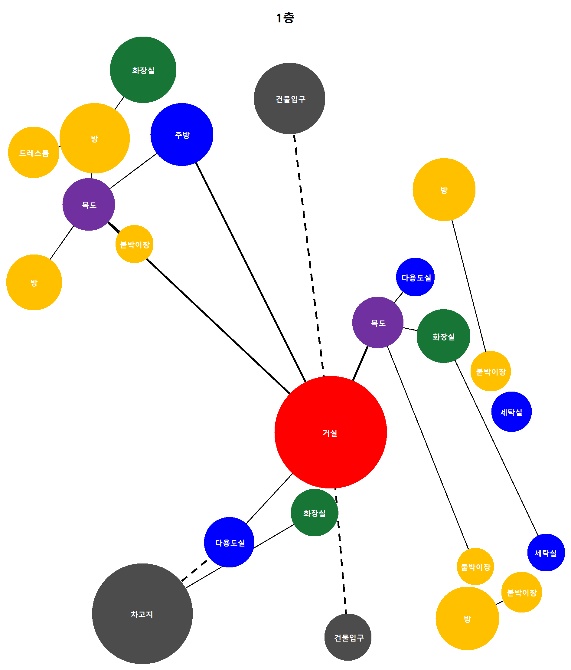 1층
화장실
건물입구
방
주방
드레스룸
방
복도
붙박이장
방
다용도실
복도
화장실
붙박이장
세탁실
거실
화장실
다용도실
세탁실
붙박이장
붙박이장
차고지
방
건물입구